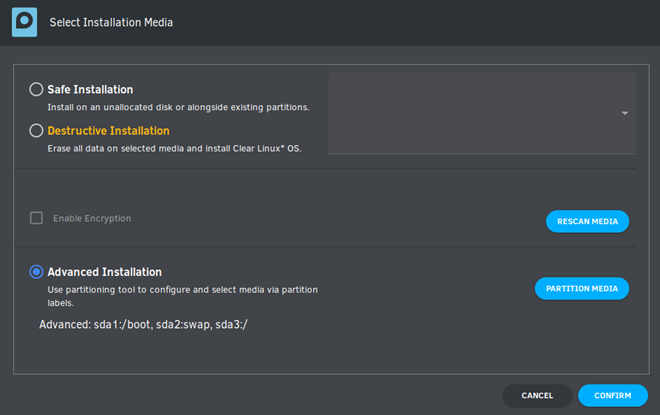 Select Installation Media
Safe Installation
Install on an unallocated disk or alongside existing partitions.
Destructive Installation
Erase all data on selected media and install Clear Linux* OS.
Enable Encryption
RESCAN MEDIA
Advanced Installation
Use partitioning tool to configure and select media via partition
labels.
PARTITION MEDIA
Advanced: sda1:/boot, sda2:swap, sda3:/
CANCEL
CONFIRM